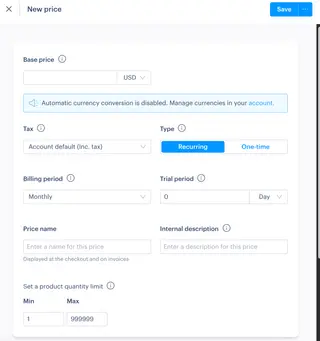 New price
Save
Base price
USD
Automatic currency conversion is disabled. Manage currencies in your account.
Tax
Type
Account default (Inc. tax)
Recurring
One-time
Billing period
Trial period
Monthly
0
Day
Price name
Internal description
Enter a name for this price
Enter a description for this price
Displayed at the checkout and on invoices
Set a product quantity limit
Min
Max
1
999999